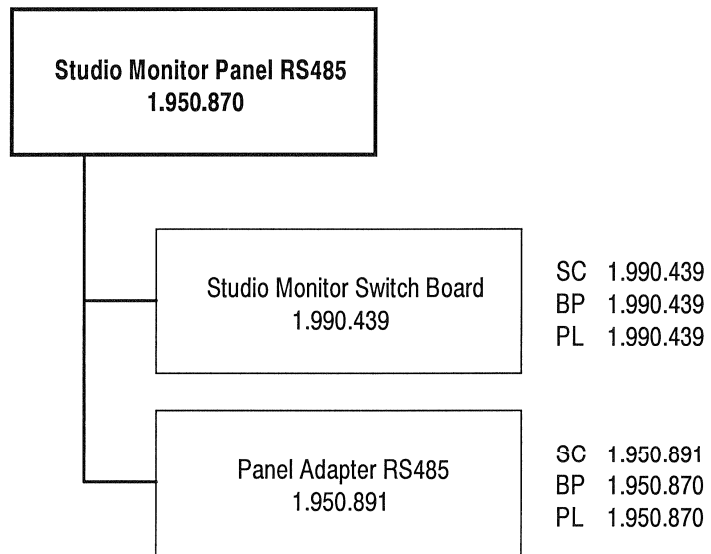 Studio Monitor Panel RS485
1.950.870
Studio Monitor Switch Board
1.990.439
SC 1.990.439
BP 1.990.439
PL 1.990.439
Panel Adapter RS485
1.950.891
SC 1.950.891
BP 1.950.870
PL 1.950.870